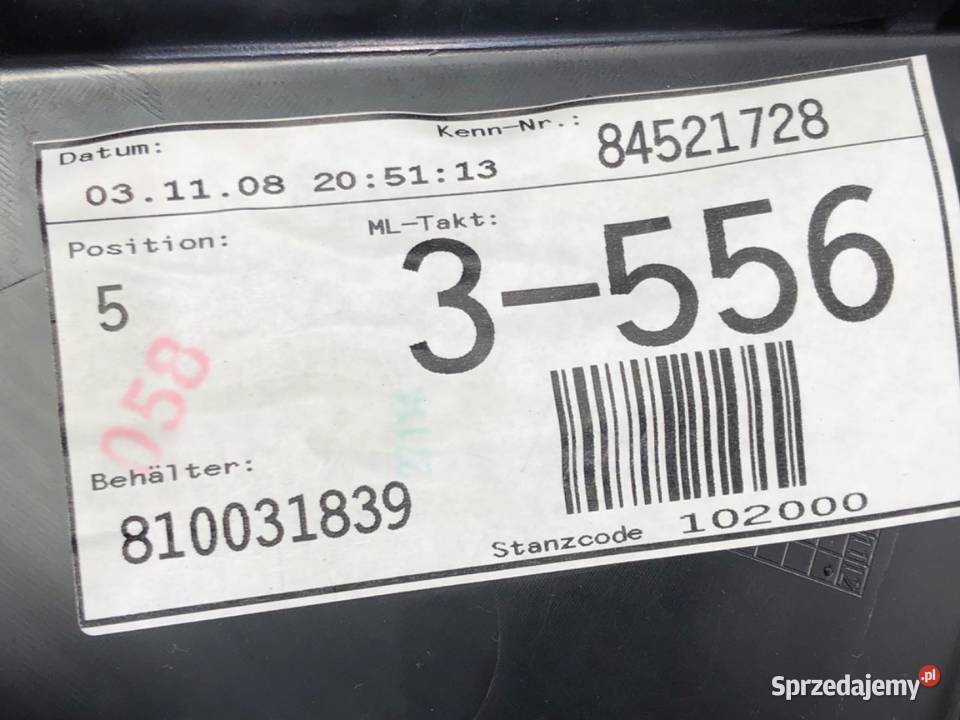 Datum:
Kenn-Nr.:
84521728
03.11.08 20:51:13
Position:
ML-Takt:
5
3-556
058
Behälter:
810031839
Stanzcode 102000
Sprzedajemy.pl